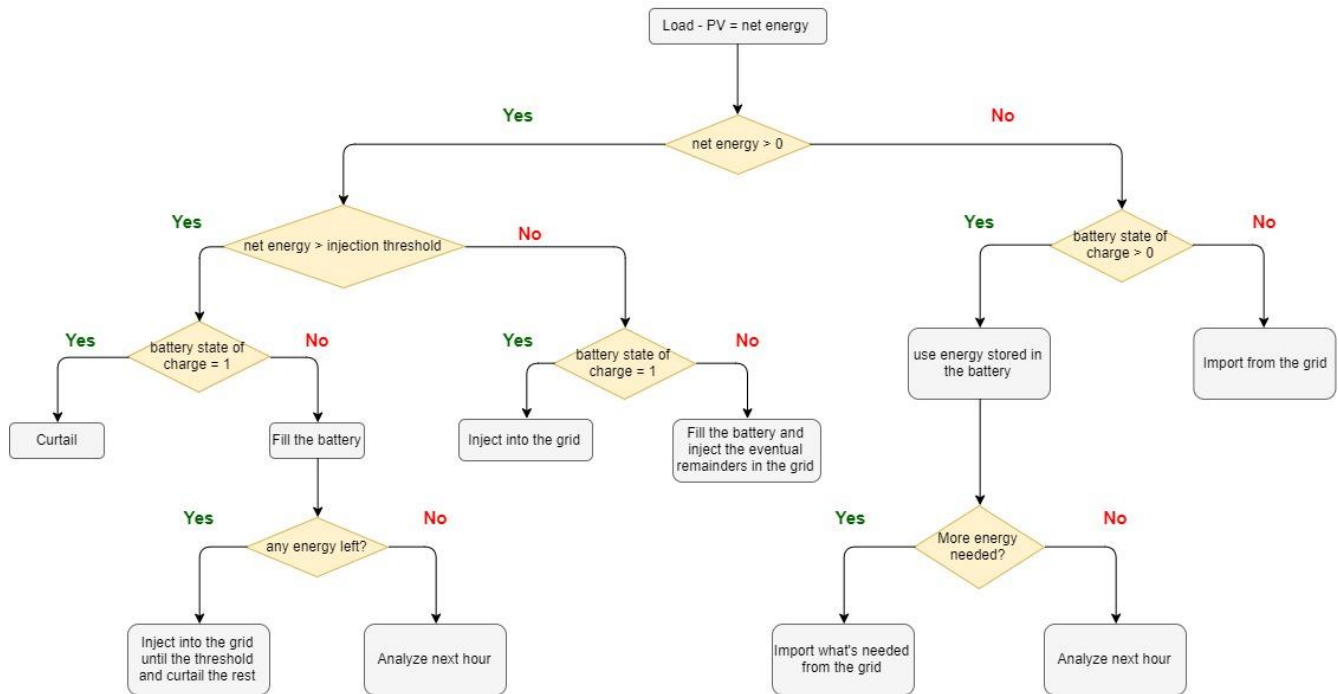 Load - PV = net energy
Yes
No
net energy > 0
Yes
No
net energy > injection threshold
Yes
No
battery state of
charge > 0
Yes
No
battery state of
charge = 1
Yes
No
battery state of
charge = 1
use energy stored in
the battery
Import from the grid
Curtail
Fill the battery
Inject into the grid
Fill the battery and
inject the eventual
remainders in the grid
Yes
No
any energy left?
Yes
No
More energy
needed?
Inject into the grid
until the threshold
and curtail the rest
Analyze next hour
Import what's needed
from the grid
Analyze next hour